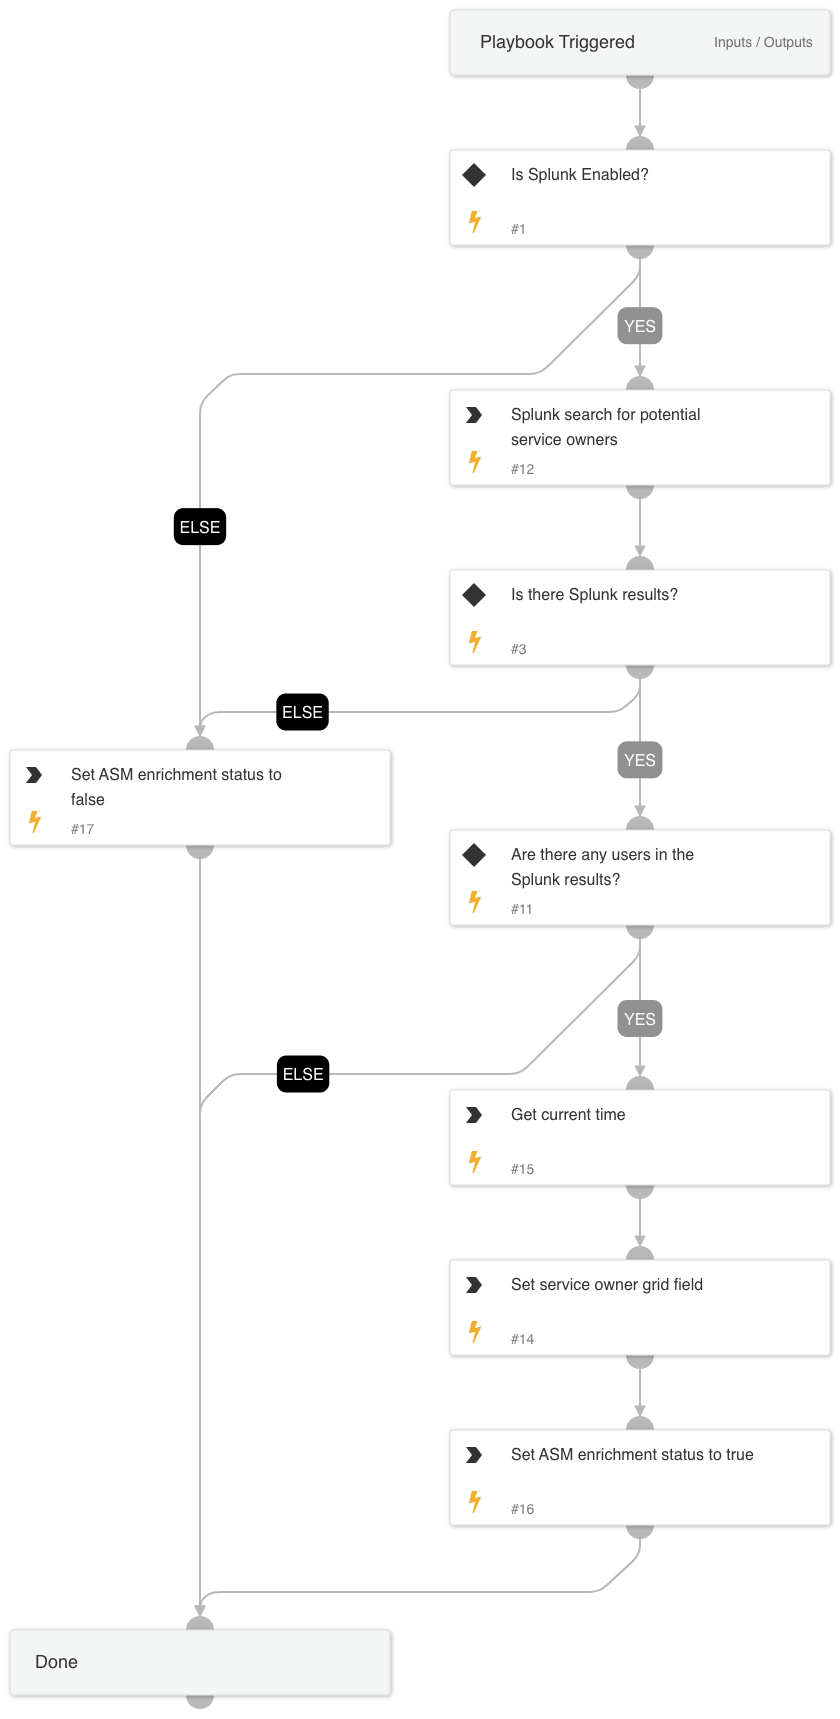 Playbook Triggered
Inputs / Outputs
Is Splunk Enabled?
#1
YES
Splunk search for potential
service owners
#12
ELSE
Is there Splunk results?
#3
ELSE
YES
Set ASM enrichment status to
false
#17
Are there any users in the
Splunk results?
#11
YES
ELSE
Get current time
#15
Set service owner grid field
#14
Set ASM enrichment status to true
#16
Done